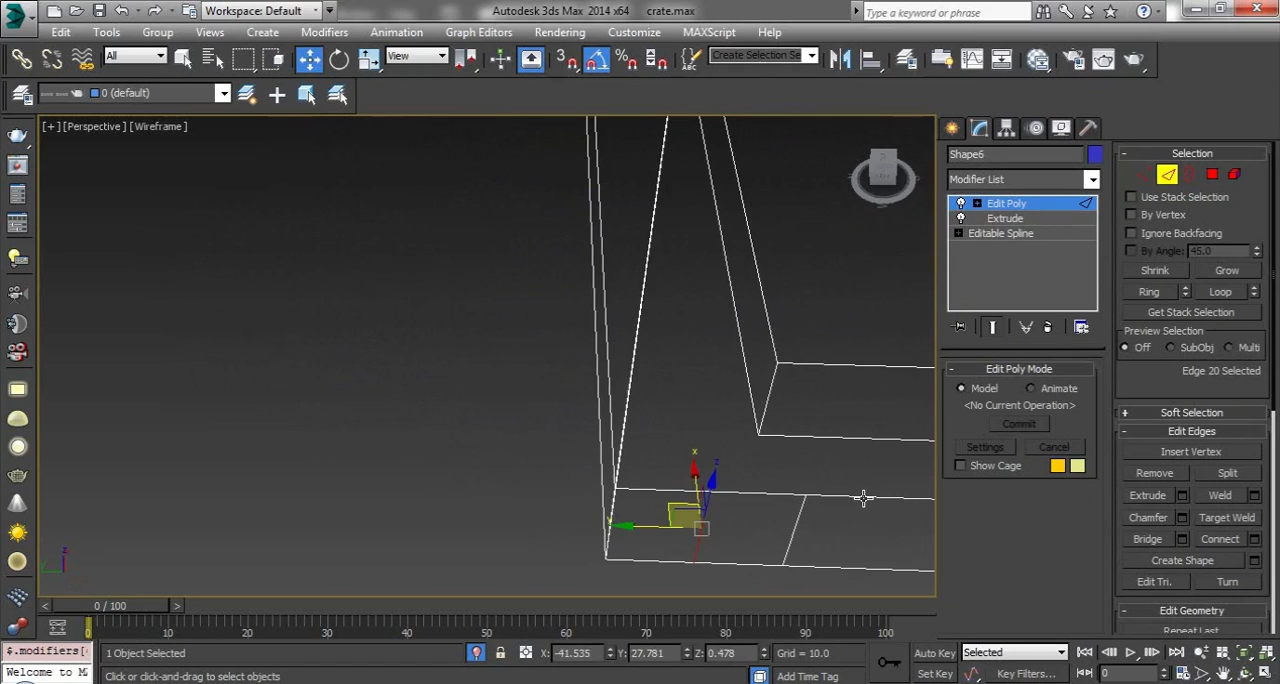 Workspace: Default
Autodesk 3ds Max 2014 x64
crate.max
Type a keyword or phrase
Edit Tools Group Views Create Modifiers Animation Graph Editors Rendering Customize MAXScript Help
All
View
3
Create Selection Se
0 (default)
[+] [Perspective] [Wireframe]
x
z
z
0 / 100
Shape6
Modifier List
Edit Poly
Extrude
Editable Spline
Edit Poly Mode
Model
Animate
<No Current Operation>
Commit
Settings
Cancel
Show Cage
Selection
Use Stack Selection
By Vertex
Ignore Backfacing
By Angle: 45.0
Shrink
Grow
Ring
Loop
Get Stack Selection
Preview Selection
Off
SubObj
Multi
Edge 20 Selected
Soft Selection
Edit Edges
Insert Vertex
Remove
Split
Extrude
Weld
Chamfer
Target Weld
Bridge
Connect
Create Shape
Edit Tri.
Turn
Edit Geometry
Repeat Last
0 10 20 30 40 50 60 70 80 90 100
$.modifiers[
Welcome to M
1 Object Selected
X: -41.535
Y: 27.781
Z: 0.478
Grid = 10.0
Auto Key
Selected
Click or click-and-drag to select objects
Add Time Tag
Set Key
Key Filters...
0